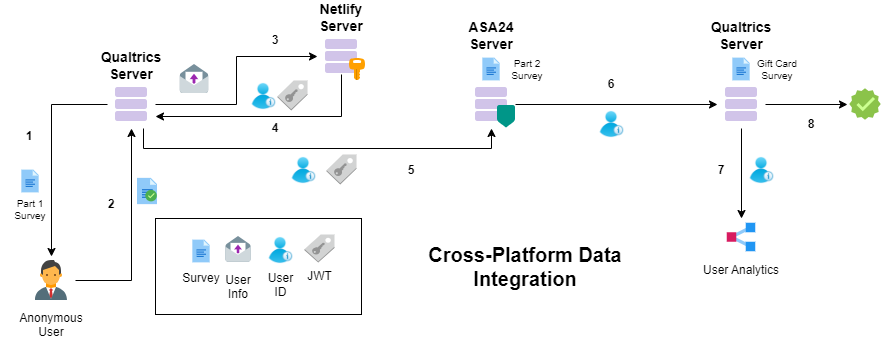 Netlify
Server
3
ASA24
Server
Qualtrics
Server
Qualtrics
Server
Part 2
Survey
Gift Card
Survey
6
1
4
8
5
7
Part 1
Survey
2
Survey
User
Info
User
ID
JWT
Cross-Platform Data
Integration
User Analytics
Anonymous
User